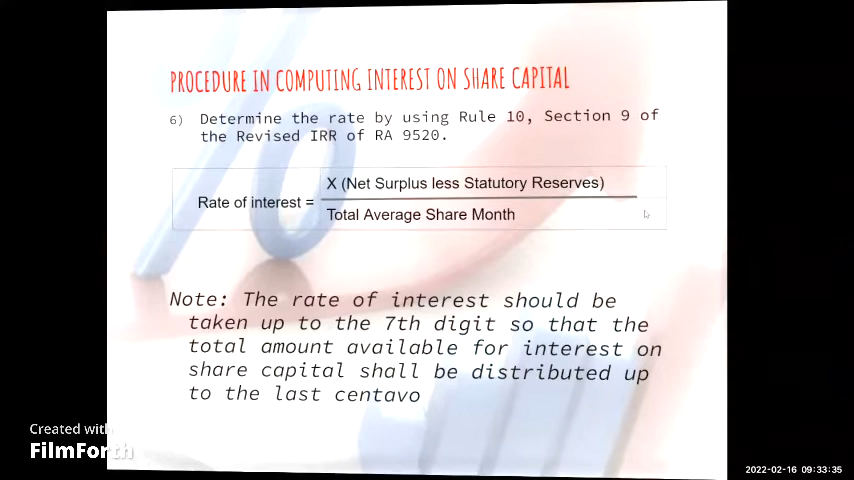 PROCEDURE IN COMPUTING INTEREST ON SHARE CAPITAL
6) Determine the rate by using Rule 10, Section 9 of
the Revised IRR of RA 9520.
X (Net Surplus less Statutory Reserves)
Rate of interest =
Total Average Share Month
Note: The rate of interest should be
taken up to the 7th digit so that the
total amount available for interest on
share capital shall be distributed up
to the last centavo
Created with
FilmForth
2022-02-16 09:33:35